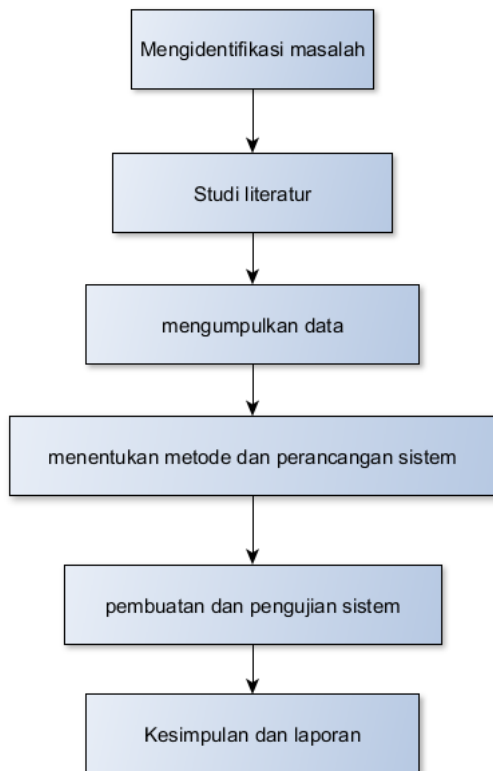 Mengidentifikasi masalah
Studi literatur
mengumpulkan data
menentukan metode dan perancangan sistem
pembuatan dan pengujian sistem
Kesimpulan dan laporan